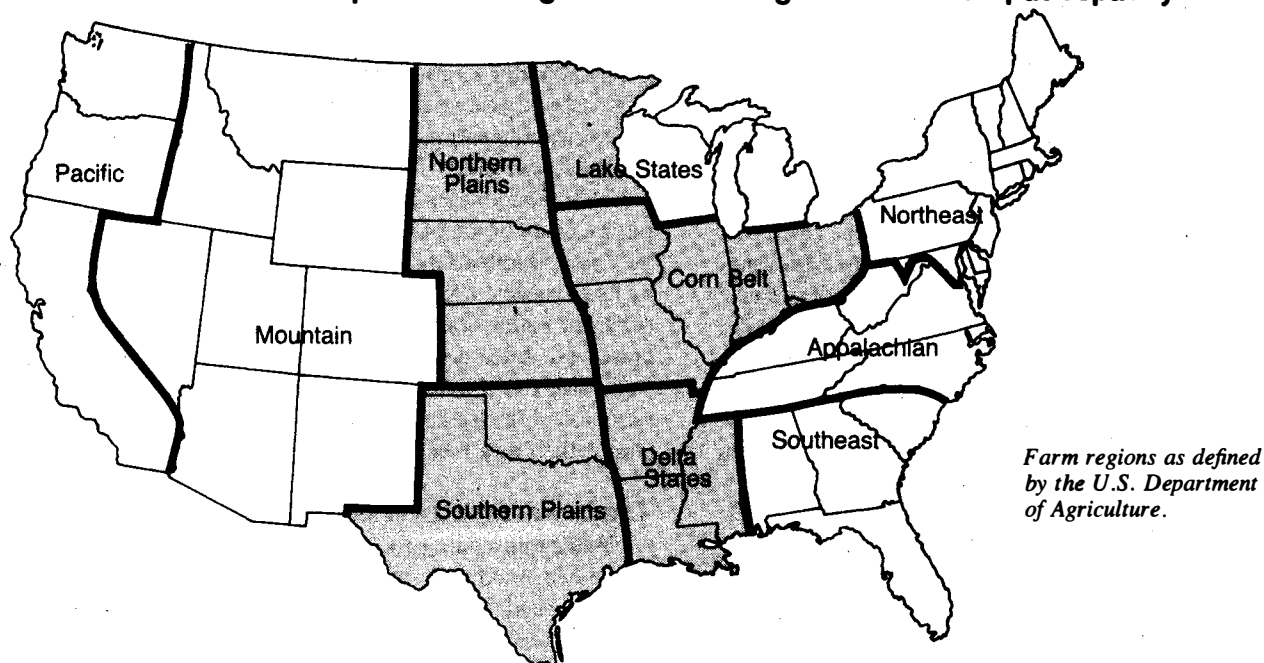 Pacific
Northern
Plains
Lake States
Northeast
Corn Belt
Mountain
Appalachian
Southeast
Delta
States
Southern Plains
Farm regions as defined
by the U.S. Department
of Agriculture.